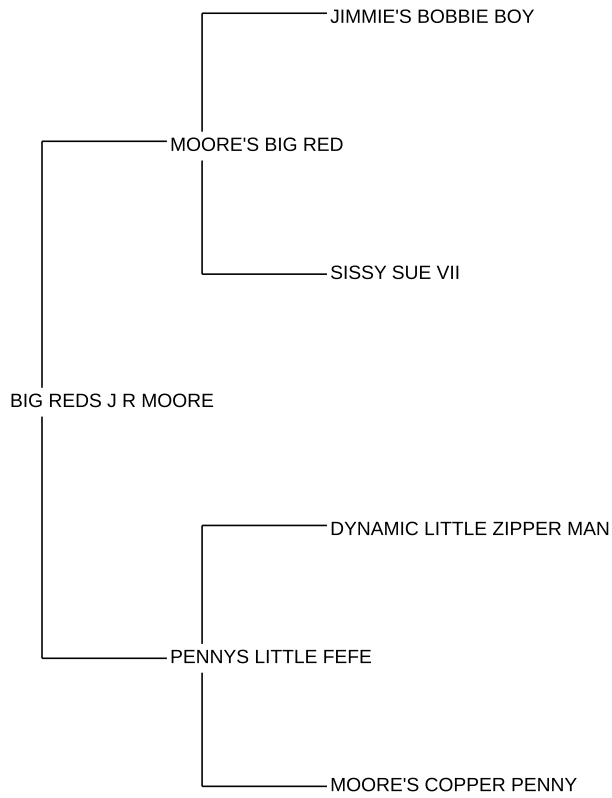 JIMMIE'S BOBBIE BOY
MOORE'S BIG RED
SISSY SUE VII
BIG REDS J R MOORE
DYNAMIC LITTLE ZIPPER MAN
PENNYS LITTLE FEFE
MOORE'S COPPER PENNY